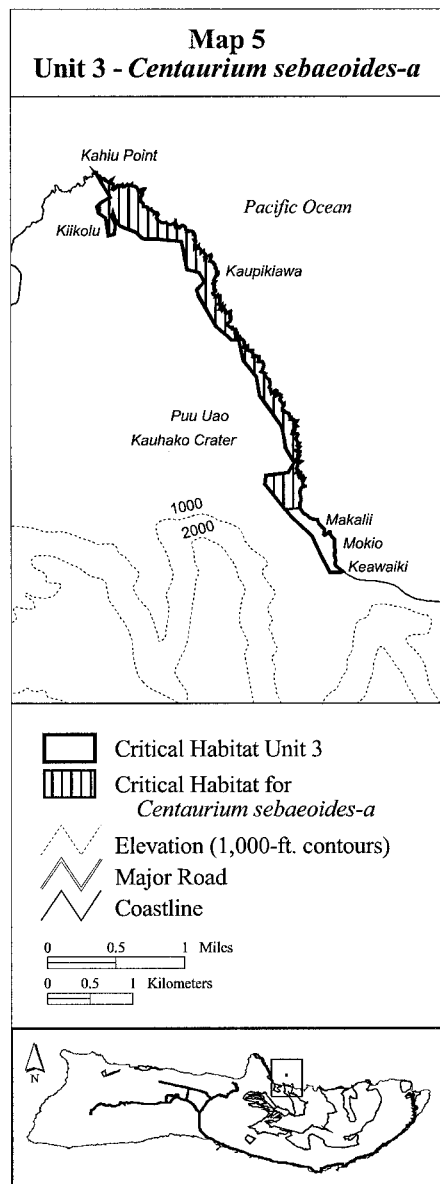 Map 5
Unit 3 - Centaurium sebaeoides-a
Kahiu Point
Pacific Ocean
Kiikolu
Kaupikiawa
Puu Uao
Kauhako Crater
1000
2000
Makalii
Mokio
Keawaiki
Critical Habitat Unit 3
Critical Habitat for
Centaurium sebaeoides-a
Elevation (1,000-ft. contours)
Major Road
Coastline
0 0.5 1 Miles
0 0.5 1 Kilometers
N